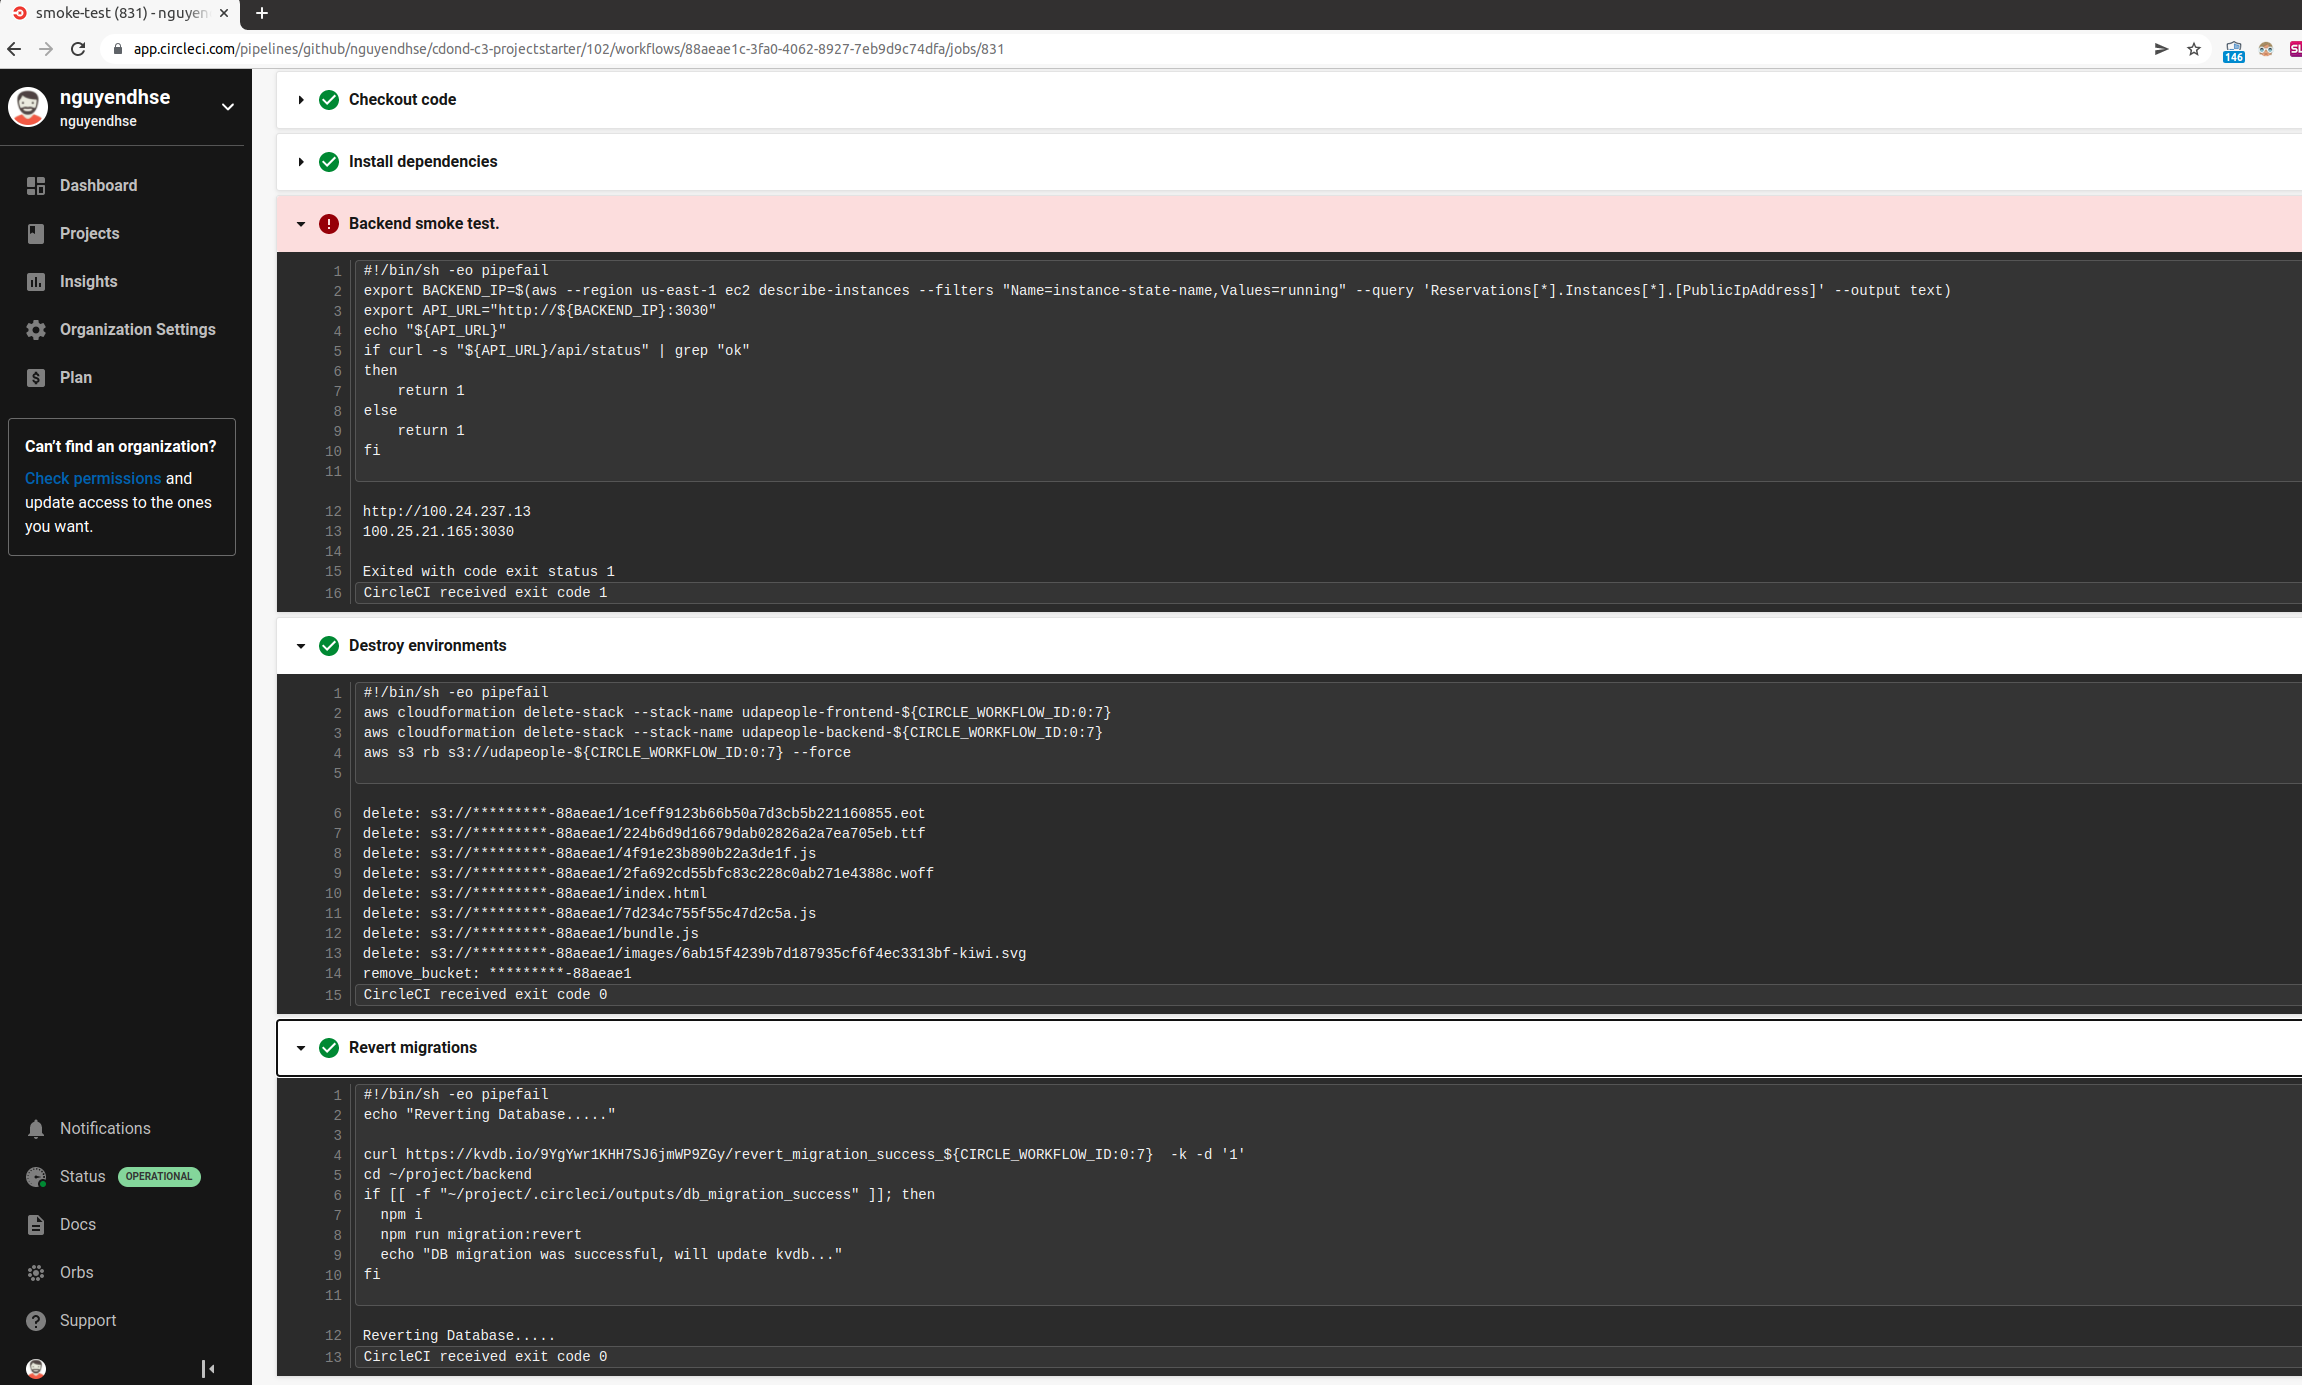 smoke-test (831) - nguyen
app.circleci.com/pipelines/github/nguyendhse/cdond-c3-projectstarter/102/workflows/88aeae1c-3fa0-4062-8927-7eb9d9c74dfa/jobs/831
146
nguyendhse
nguyendhse
Dashboard
Projects
Insights
Organization Settings
Plan
Can't find an organization?
Check permissions and
update access to the ones
you want.
Notifications
Status OPERATIONAL
Docs
Orbs
Support
Checkout code
Install dependencies
Backend smoke test.
1 #!/bin/sh -eo pipefail
2 export BACKEND_IP=$(aws --region us-east-1 ec2 describe-instances --filters "Name=instance-state-name,Values=running" --query 'Reservations[*].Instances[*].[PublicIpAddress]' --output text)
3 export API_URL="http://${BACKEND_IP}:3030"
4 echo "${API_URL}"
5 if curl -s "${API_URL}/api/status" | grep "ok"
6 then
7     return 1
8 else
9     return 1
10 fi
11
12 http://100.24.237.13
13 100.25.21.165:3030
14
15 Exited with code exit status 1
16 CircleCI received exit code 1
Destroy environments
1 #!/bin/sh -eo pipefail
2 aws cloudformation delete-stack --stack-name udapeople-frontend-${CIRCLE_WORKFLOW_ID:0:7}
3 aws cloudformation delete-stack --stack-name udapeople-backend-${CIRCLE_WORKFLOW_ID:0:7}
4 aws s3 rb s3://udapeople-${CIRCLE_WORKFLOW_ID:0:7} --force
5
6 delete: s3://*********-88aeae1/1ceff9123b66b50a7d3cb5b221160855.eot
7 delete: s3://*********-88aeae1/224b6d9d16679dab02826a2a7ea705eb.ttf
8 delete: s3://*********-88aeae1/4f91e23b890b22a3de1f.js
9 delete: s3://*********-88aeae1/2fa692cd55bfc83c228c0ab271e4388c.woff
10 delete: s3://*********-88aeae1/index.html
11 delete: s3://*********-88aeae1/7d234c755f55c47d2c5a.js
12 delete: s3://*********-88aeae1/bundle.js
13 delete: s3://*********-88aeae1/images/6ab15f4239b7d187935cf6f4ec3313bf-kiwi.svg
14 remove_bucket: *********-88aeae1
15 CircleCI received exit code 0
Revert migrations
1 #!/bin/sh -eo pipefail
2 echo "Reverting Database....."
3
4 curl https://kvdb.io/9YgYwr1KHH7SJ6jmWP9ZGy/revert_migration_success_${CIRCLE_WORKFLOW_ID:0:7}  -k -d '1'
5 cd ~/project/backend
6 if [[ -f "~/project/.circleci/outputs/db_migration_success" ]]; then
7   npm i
8   npm run migration:revert
9   echo "DB migration was successful, will update kvdb..."
10 fi
11
12 Reverting Database.....
13 CircleCI received exit code 0